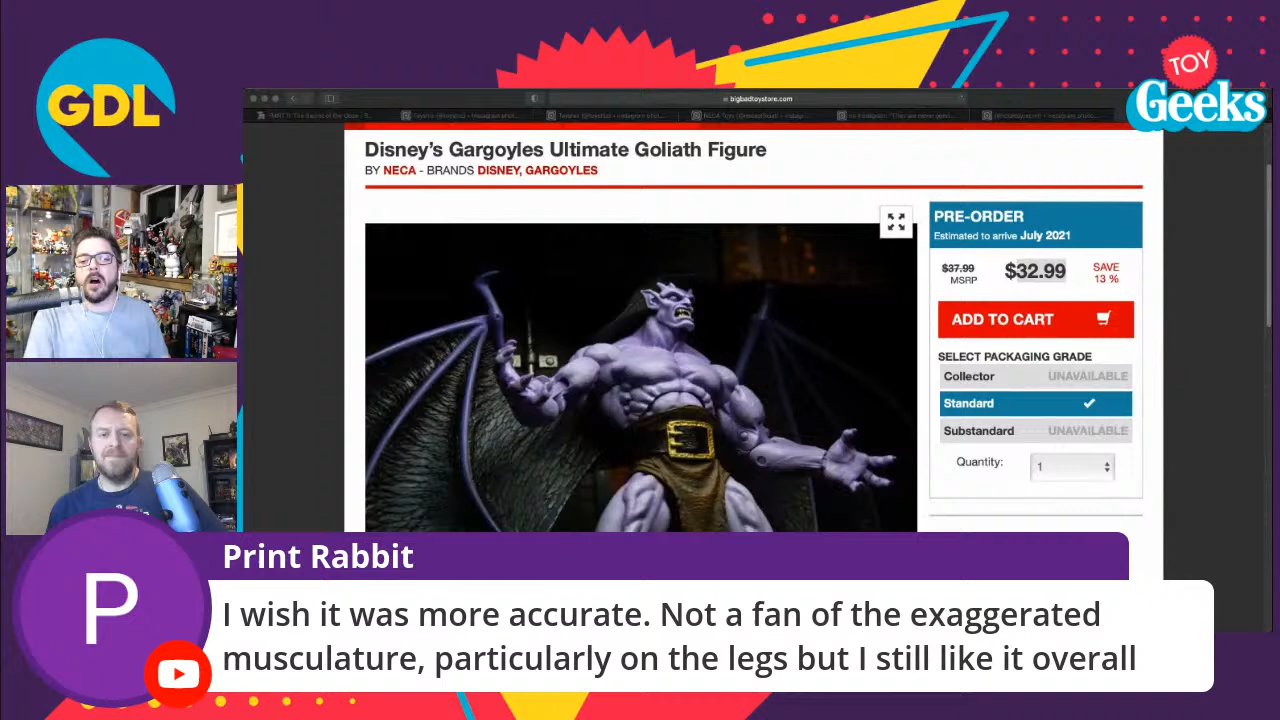 GDL
TOY
Geeks
bigbadtoystore.com
Disney's Gargoyles Ultimate Goliath Figure
BY NECA - BRANDS DISNEY, GARGOYLES
PRE-ORDER
Estimated to arrive July 2021
$37.99 $32.99 SAVE
MSRP 13 %
ADD TO CART
SELECT PACKAGING GRADE
Collector UNAVAILABLE
Standard
Substandard UNAVAILABLE
Quantity: 1
P
Print Rabbit
I wish it was more accurate. Not a fan of the exaggerated
musculature, particularly on the legs but I still like it overall